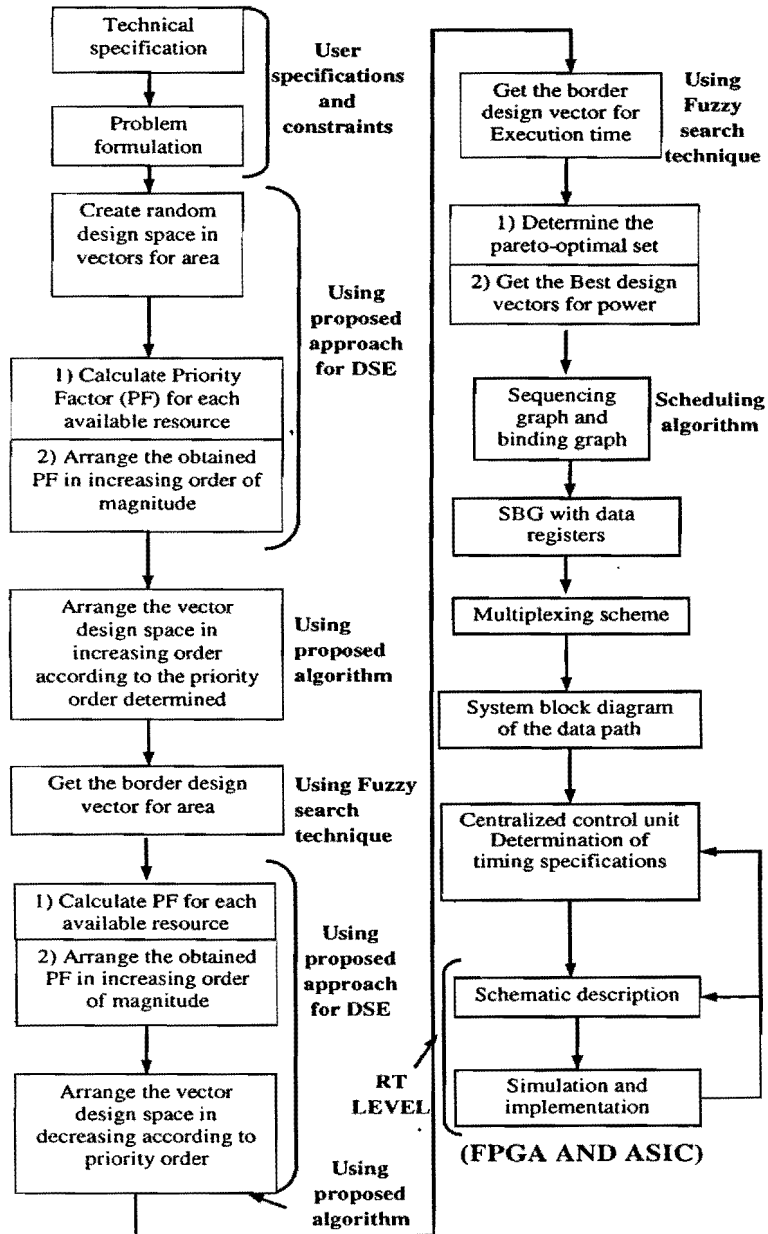 Technical
specification
User
specifications
and
constraints
Problem
formulation
Create random
design space in
vectors for area
Using
proposed
approach
for DSE
1) Calculate Priority
Factor (PF) for each
available resource
2) Arrange the obtained
PF in increasing order of
magnitude
Arrange the vector
design space in
increasing order
according to the priority
order determined
Using
proposed
algorithm
Get the border design
vector for area
Using Fuzzy
search
technique
1) Calculate PF for each
available resource
2) Arrange the obtained
PF in increasing order
of magnitude
Using
proposed
approach
for DSE
Arrange the vector
design space in
decreasing according to
priority order
Using
proposed
algorithm
Get the border
design vector for
Execution time
Using
Fuzzy
search
technique
1) Determine the
pareto-optimal set
2) Get the Best design
vectors for power
Sequencing
graph and
binding graph
Scheduling
algorithm
SBG with data
registers
Multiplexing scheme
System block diagram
of the data path
Centralized control unit
Determination of
timing specifications
Schematic description
RT
LEVEL
Simulation and
implementation
(FPGA AND ASIC)